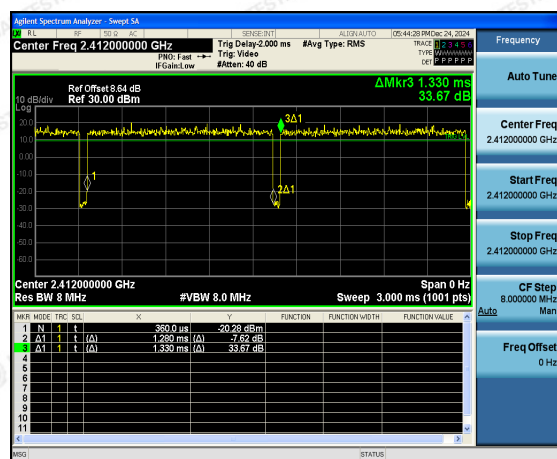 Agilent Spectrum Analyzer - Swept SA
RL RF 50 Ω AC SENSE:INT ALIGN AUTO 05:44:28 PM Dec 24, 2024
Center Freq 2.412000000 GHz
PNO: Fast
IFGain:Low
Trig Delay-2.000 ms
Trig: Video
#Atten: 40 dB
#Avg Type: RMS
TRACE 1 2 3 4 5 6
TYPE
DET P P P P P P
ΔMkr3 1.330 ms
33.67 dB
Ref Offset 8.64 dB
10 dB/div Ref 30.00 dBm
Log
20.0
10.0
0.00
-10.0
-20.0
-30.0
-40.0
-50.0
-60.0
3Δ1
1
2Δ1
Center 2.412000000 GHz Span 0 Hz
Res BW 8 MHz #VBW 8.0 MHz Sweep 3.000 ms (1001 pts)
MKR MODE TRC SCL X Y FUNCTION FUNCTION WIDTH FUNCTION VALUE
1 N 1 t 360.0 us -20.28 dBm
2 Δ1 1 t (Δ) 1.280 ms (Δ) -7.62 dB
3 Δ1 1 t (Δ) 1.330 ms (Δ) 33.67 dB
4
5
6
7
8
9
10
11
MSG STATUS
Frequency
Auto Tune
Center Freq
2.412000000 GHz
Start Freq
2.412000000 GHz
Stop Freq
2.412000000 GHz
CF Step
8.000000 MHz
Auto Man
Freq Offset
0 Hz